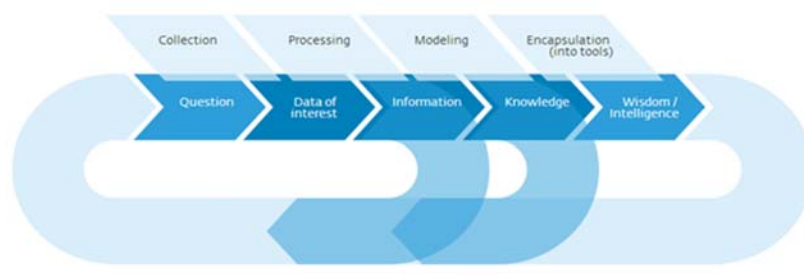 Collection
Processing
Modeling
Encapsulation
(into tools)
Question
Data of
interest
Information
Knowledge
Wisdom /
Intelligence